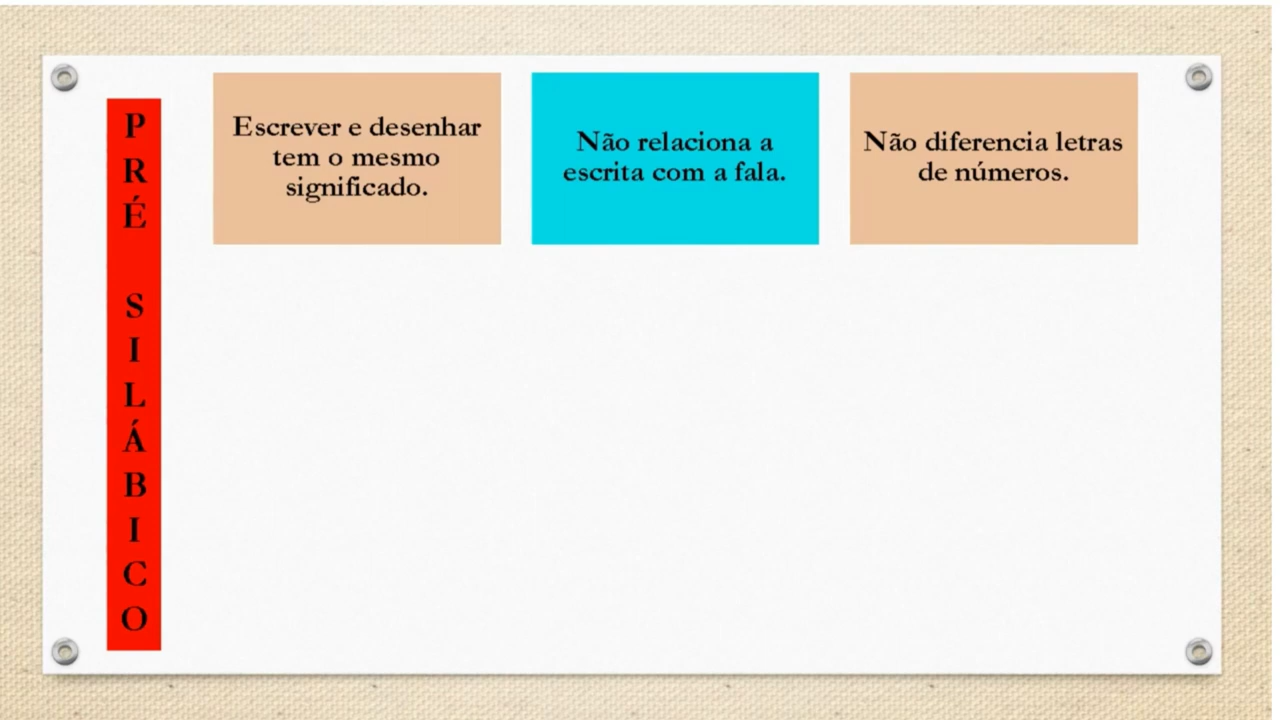 PRÉ SILÁBICO
Escrever e desenhar
tem o mesmo
significado.
Não relaciona a
escrita com a fala.
Não diferencia letras
de números.